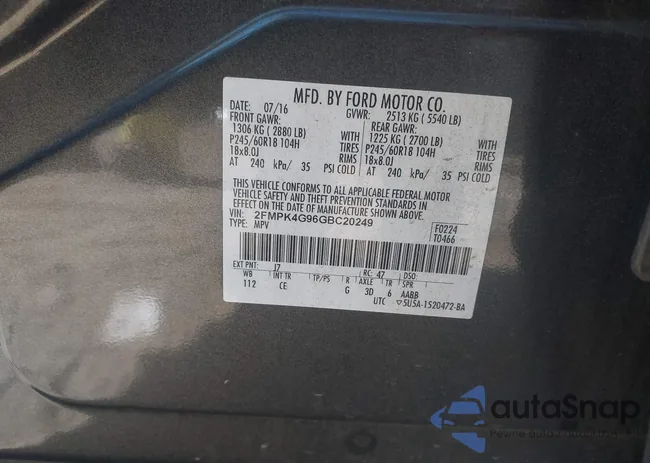 MFD. BY FORD MOTOR CO.
DATE: 07/16 GVWR: 2513 KG ( 5540 LB)
FRONT GAWR: REAR GAWR:
1306 KG ( 2880 LB) WITH 1225 KG ( 2700 LB) WITH
P245/60R18 104H TIRES P245/60R18 104H TIRES
18x8.0J RIMS 18x8.0J RIMS
AT 240 kPa/ 35 PSI COLD AT 240 kPa/ 35 PSI COLD
THIS VEHICLE CONFORMS TO ALL APPLICABLE FEDERAL MOTOR
VEHICLE SAFETY AND THEFT PREVENTION STANDARDS IN EFFECT
ON THE DATE OF MANUFACTURE SHOWN ABOVE.
VIN: 2FMPK4G96GBC20249 F0224
TYPE: MPV T0466
EXT PNT: J7 RC: 47 DSO:
WB INT TR TP/PS R AXLE TR SPR
112 CE G 3D 6 AABB
UTC ▽5U5A-1520472-BA
autoSnap